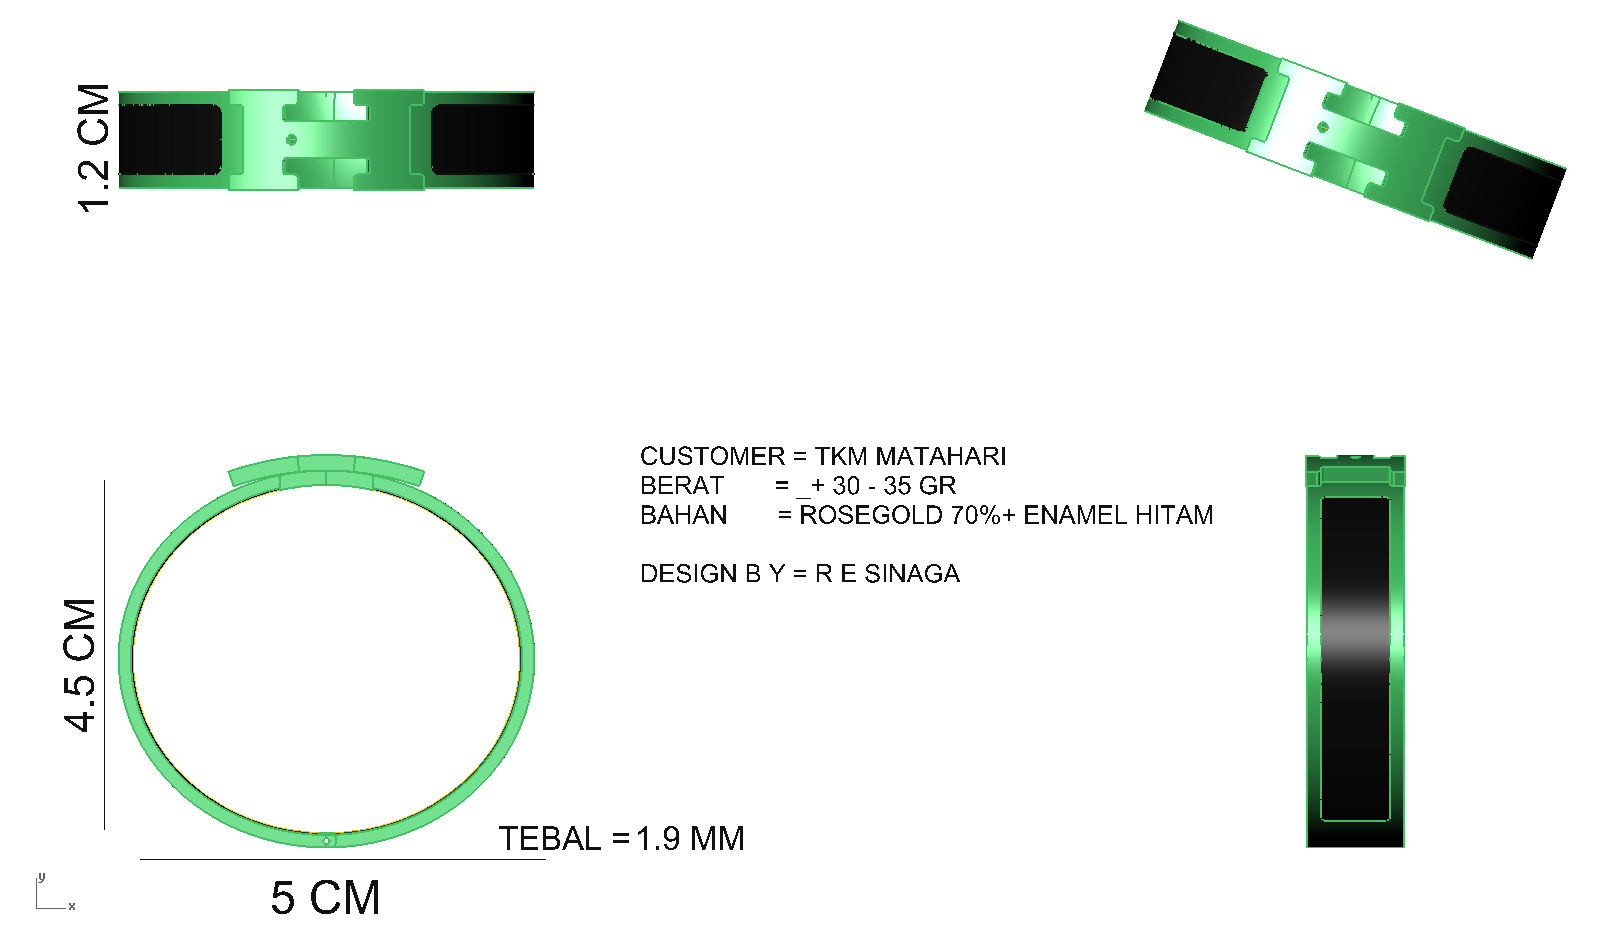 1.2 CM
CUSTOMER = TKM MATAHARI
BERAT = _+ 30 - 35 GR
BAHAN = ROSEGOLD 70%+ ENAMEL HITAM
DESIGN B Y = R E SINAGA
4.5 CM
TEBAL = 1.9 MM
5 CM
y
x